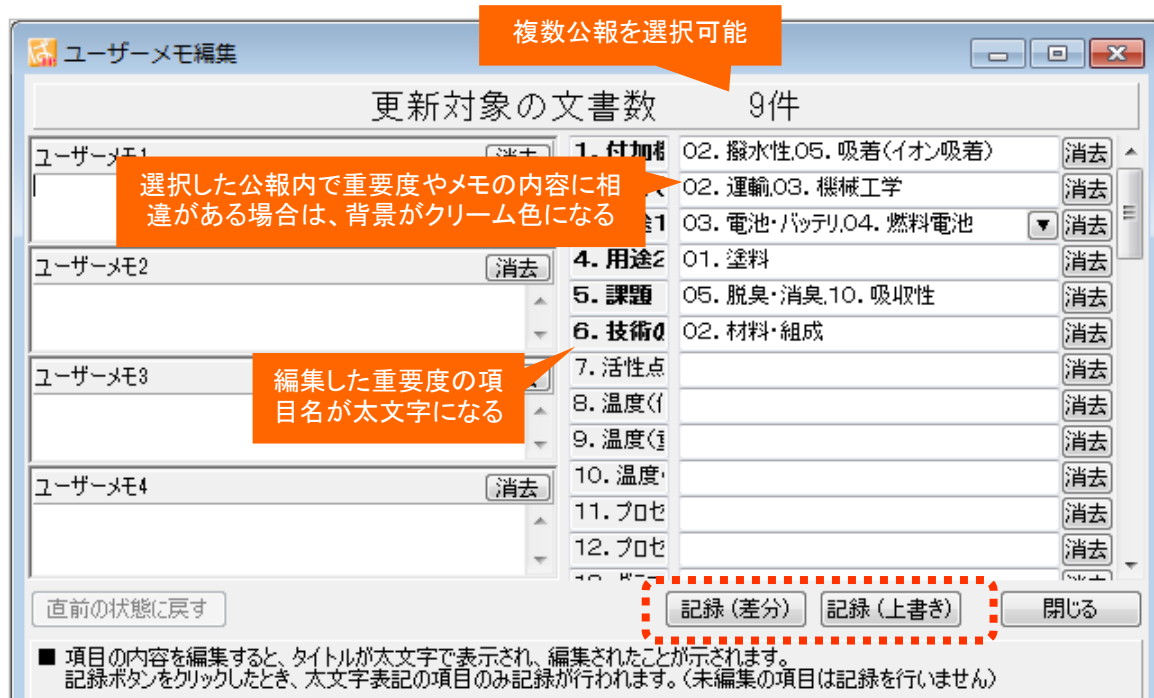 複数公報を選択可能
ユーザーメモ編集
更新対象の文書数 9件
ユーザーメモ1
選択した公報内で重要度やメモの内容に相
違がある場合は、背景がクリーム色になる
1. 付加機 02. 撥水性,05. 吸着(イオン吸着) 消去
02. 運輸,03. 機械工学 消去
03. 電池・バッテリ,04. 燃料電池 消去
ユーザーメモ2 消去
4. 用途2 01. 塗料 消去
5. 課題 05. 脱臭・消臭,10. 吸収性 消去
6. 技術の 02. 材料・組成 消去
ユーザーメモ3
編集した重要度の項
目名が太文字になる
7. 活性点 消去
8. 温度( 消去
9. 温度( 消去
ユーザーメモ4 消去
10. 温度・ 消去
11. プロセ 消去
12. プロセ 消去
直前の状態に戻す 記録(差分) 記録(上書き) 閉じる
■ 項目の内容を編集すると、タイトルが太文字で表示され、編集されたことが示されます。
記録ボタンをクリックしたとき、太文字表記の項目のみ記録が行われます。(未編集の項目は記録を行いません)